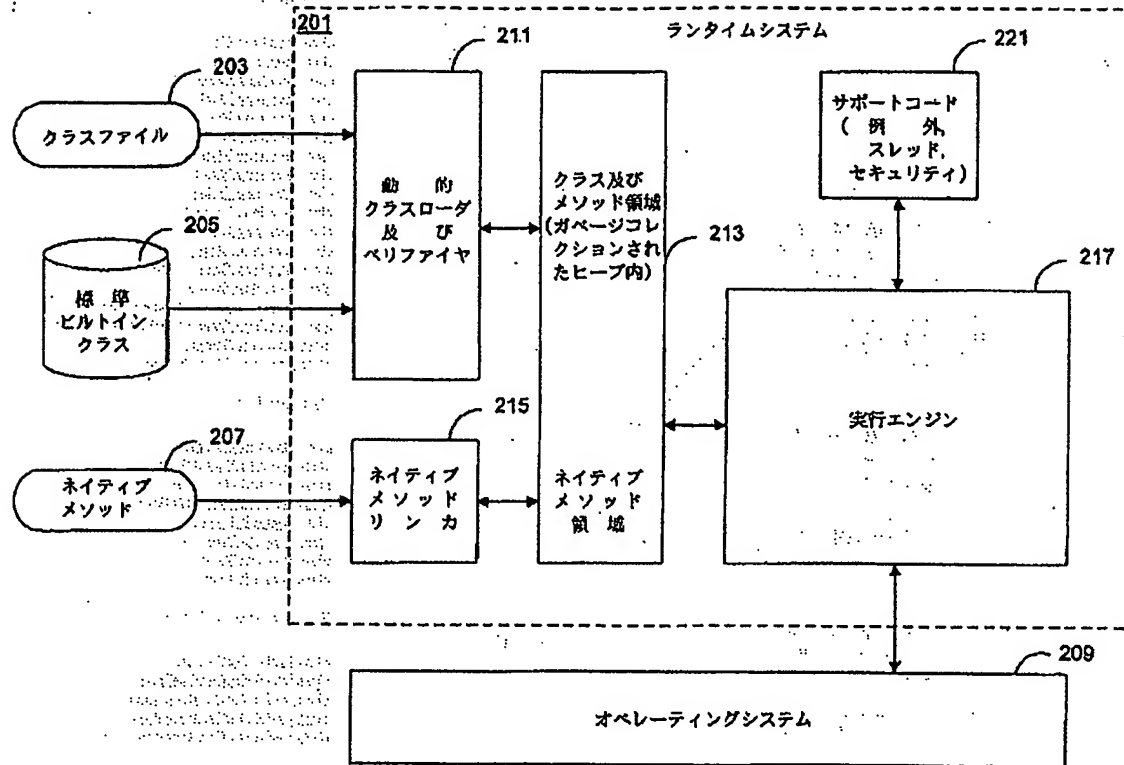 201
ランタイムシステム
211
221
203
クラスファイル
サポートコード
( 例 外,
スレッド,
セキュリティ)
動 的
クラスローダ
及 び
ベリファイヤ
クラス及び
メソッド領域
(ガベージコレ
クションされ
たヒープ内)
213
205
標 準
ビルトイン
クラス
217
実行エンジン
215
207
ネイティブ
メソッド
ネイティブ
メソッド
リ ン カ
ネイティブ
メソッド
領 域
209
オペレーティングシステム